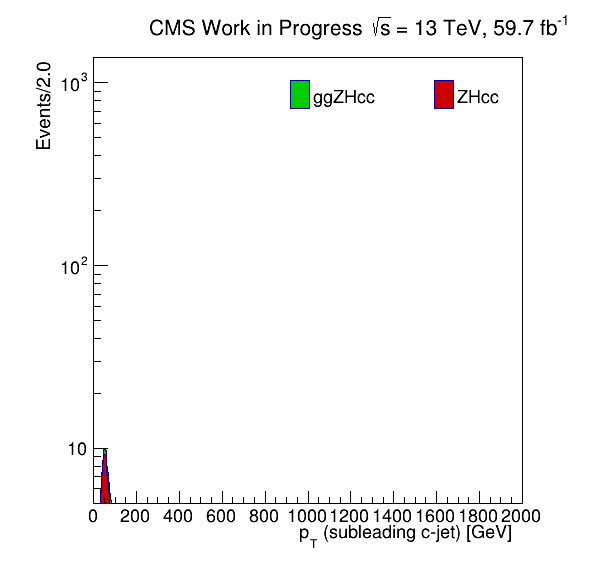 CMS Work in Progress √s = 13 TeV, 59.7 fb⁻¹
Events/2.0
10³
10²
10
ggZHcc
ZHcc
0 200 400 600 800 1000 1200 1400 1600 1800 2000
p_T (subleading c-jet) [GeV]